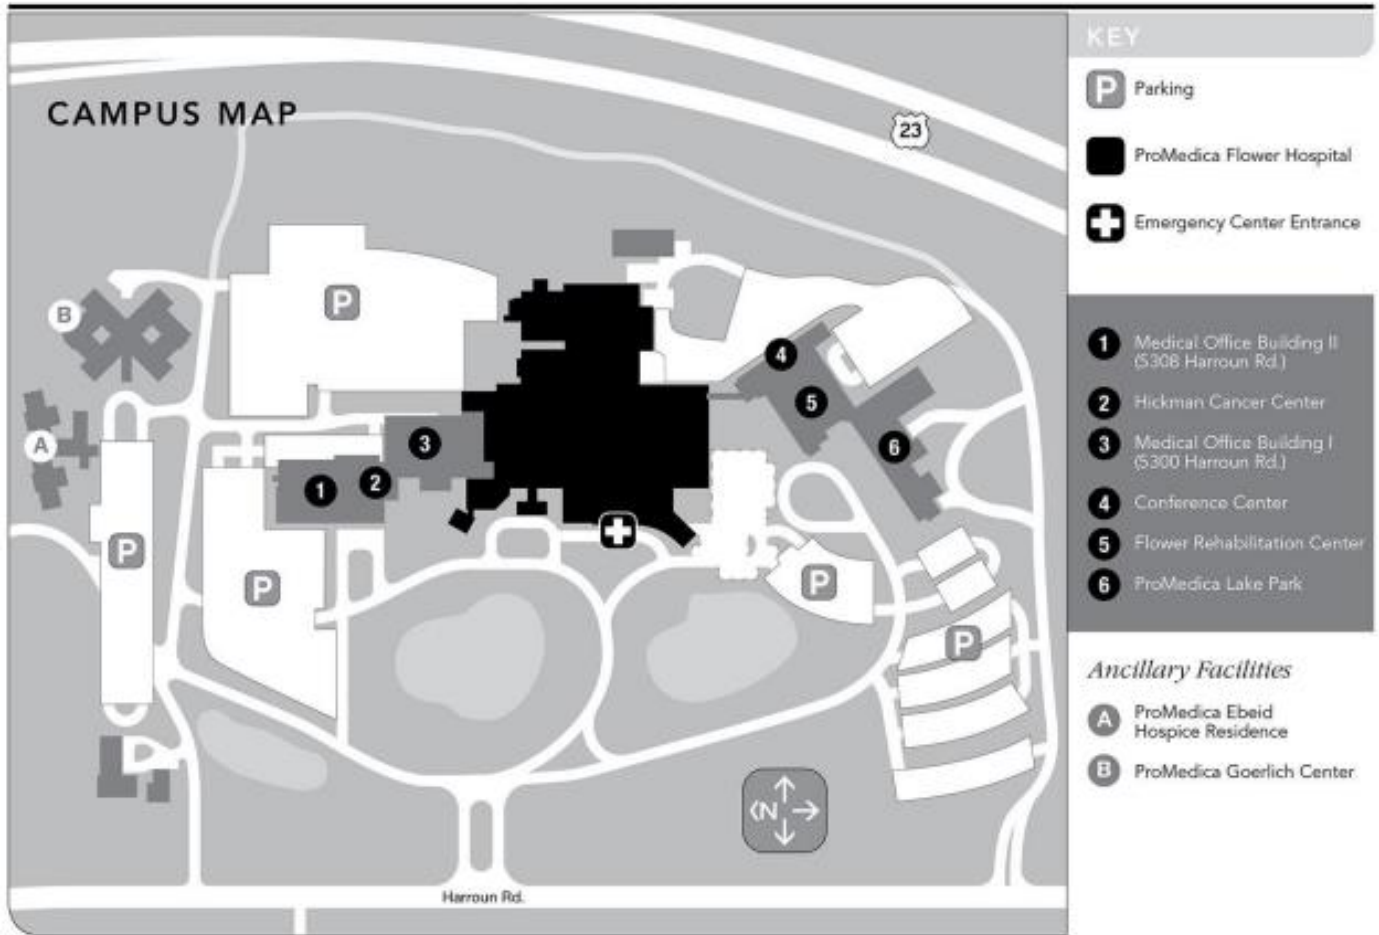 CAMPUS MAP
23
P
B
4
5
3
6
A
1
2
P
P
P
P
N
Harroun Rd.
KEY
P Parking
ProMedica Flower Hospital
Emergency Center Entrance
1 Medical Office Building II
(5308 Harroun Rd.)
2 Hickman Cancer Center
3 Medical Office Building I
(5300 Harroun Rd.)
4 Conference Center
5 Flower Rehabilitation Center
6 ProMedica Lake Park
Ancillary Facilities
A ProMedica Ebeid
Hospice Residence
B ProMedica Goerlich Center